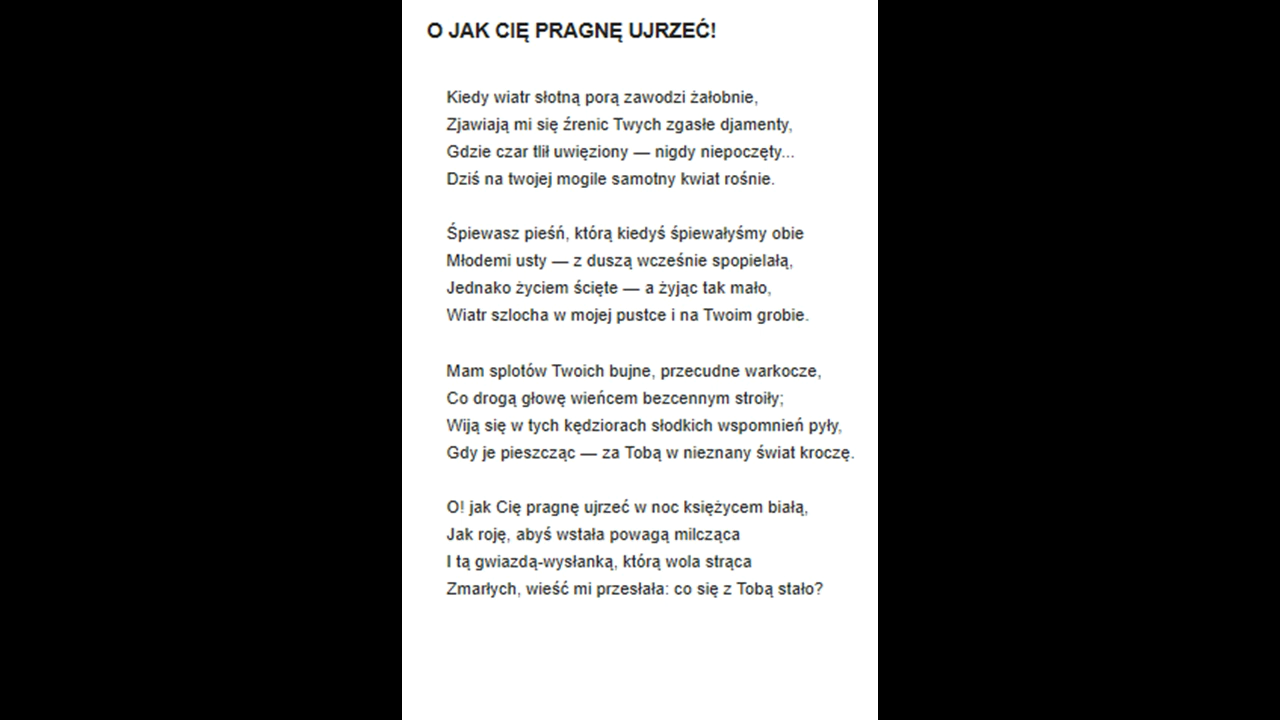 O JAK CIĘ PRAGNĘ UJRZEĆ!
Kiedy wiatr słotną porą zawodzi żałobnie,
Zjawiają mi się źrenic Twych zgasłe djamenty,
Gdzie czar tlił uwięziony — nigdy niepoczęty...
Dziś na twojej mogile samotny kwiat rośnie.
Śpiewasz pieśń, którą kiedyś śpiewałyśmy obie
Młodemi usty — z duszą wcześnie spopielałą,
Jednako życiem ścięte — a żyjąc tak mało,
Wiatr szlocha w mojej pustce i na Twoim grobie.
Mam splotów Twoich bujne, przecudne warkocze,
Co drogą głowę wieńcem bezcennym stroiły;
Wiją się w tych kędziorach słodkich wspomnień pyły,
Gdy je pieszcząc — za Tobą w nieznany świat kroczę.
O! jak Cię pragnę ujrzeć w noc księżycem białą,
Jak roję, abyś wstała powagą milcząca
I tą gwiazdą-wysłanką, którą wola strąca
Zmarłych, wieść mi przesłała: co się z Tobą stało?